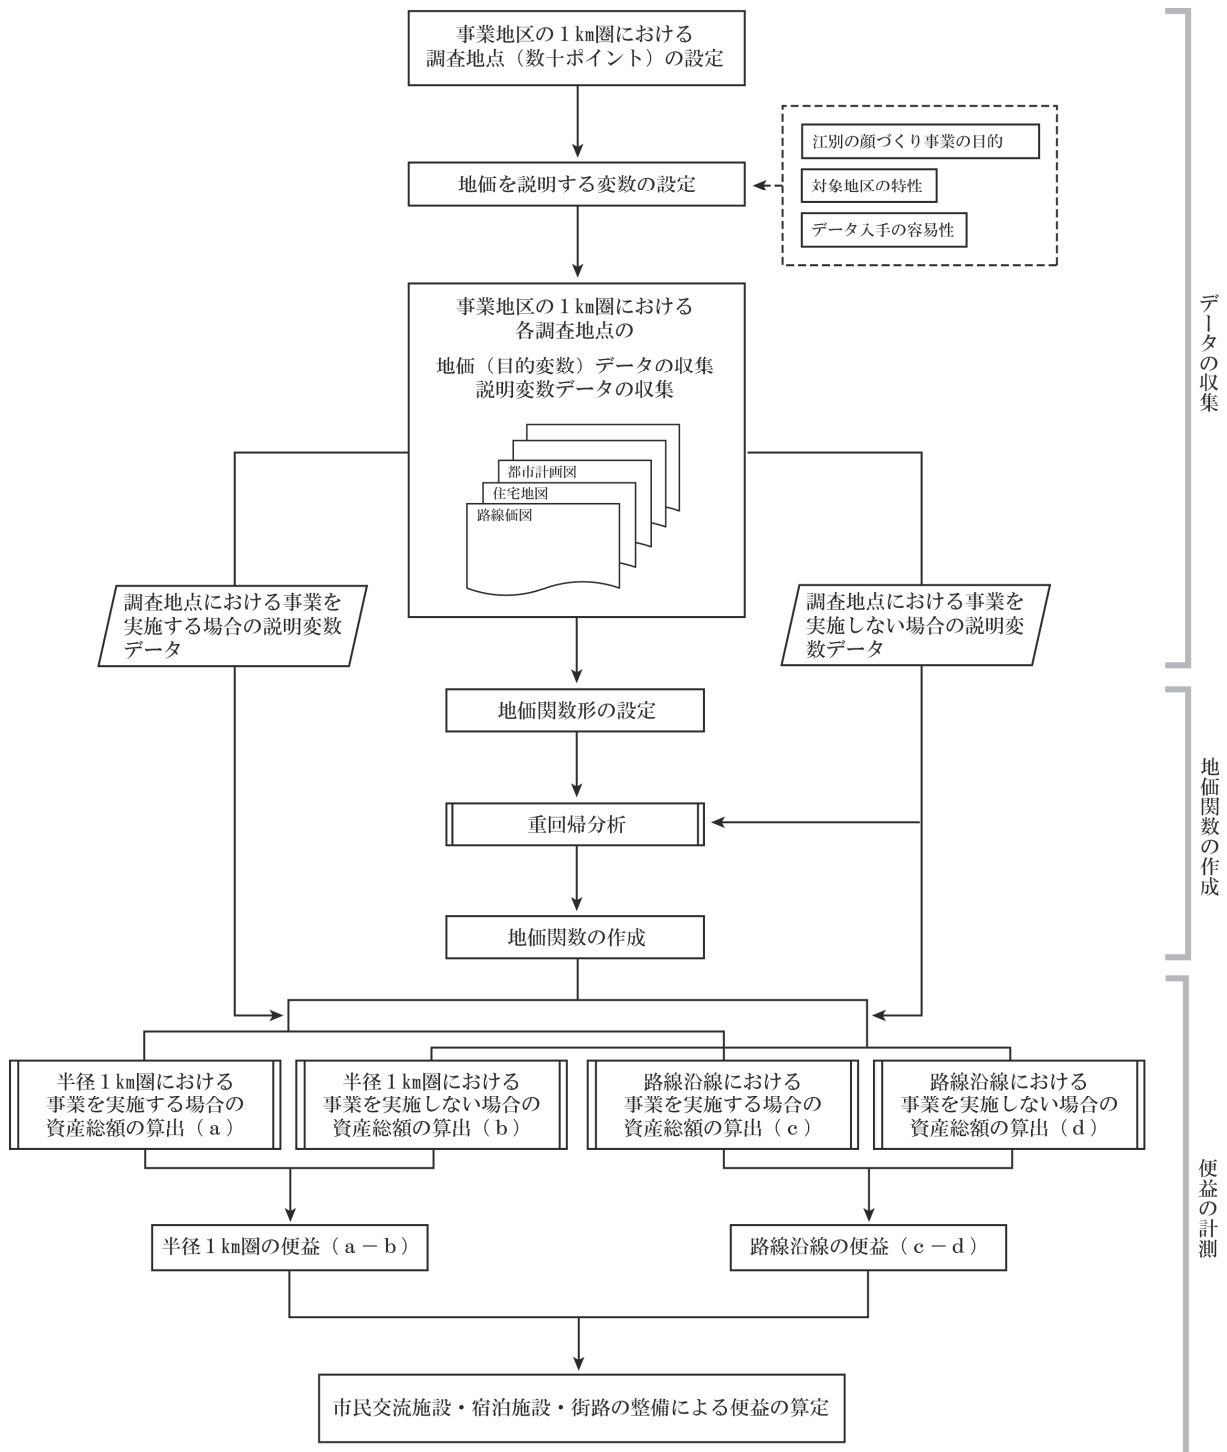 事業地区の１km圏における
調査地点（数十ポイント）の設定
地価を説明する変数の設定
江別の顔づくり事業の目的
対象地区の特性
データ入手の容易性
事業地区の１km圏における
各調査地点の
地価（目的変数）データの収集
説明変数データの収集
都市計画図
住宅地図
路線価図
データの収集
調査地点における事業を
実施する場合の説明変数
データ
調査地点における事業を
実施しない場合の説明変
数データ
地価関数形の設定
重回帰分析
地価関数の作成
地価関数の作成
半径１km圏における
事業を実施する場合の
資産総額の算出（ａ）
半径１km圏における
事業を実施しない場合の
資産総額の算出（ｂ）
路線沿線における
事業を実施する場合の
資産総額の算出（ｃ）
路線沿線における
事業を実施しない場合の
資産総額の算出（ｄ）
半径１km圏の便益（ａ－ｂ）
路線沿線の便益（ｃ－ｄ）
便益の計測
市民交流施設・宿泊施設・街路の整備による便益の算定